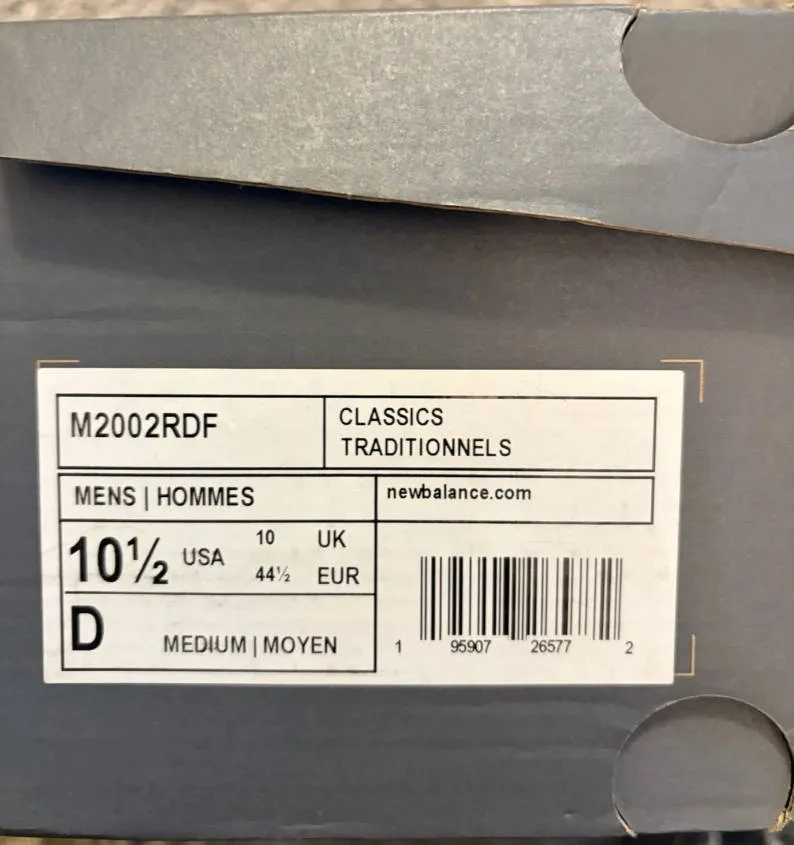 M2002RDF
CLASSICS
TRADITIONNELS
MENS | HOMMES
newbalance.com
10½ USA
10 UK
44½ EUR
D
MEDIUM | MOYEN
1 95907 26577 2